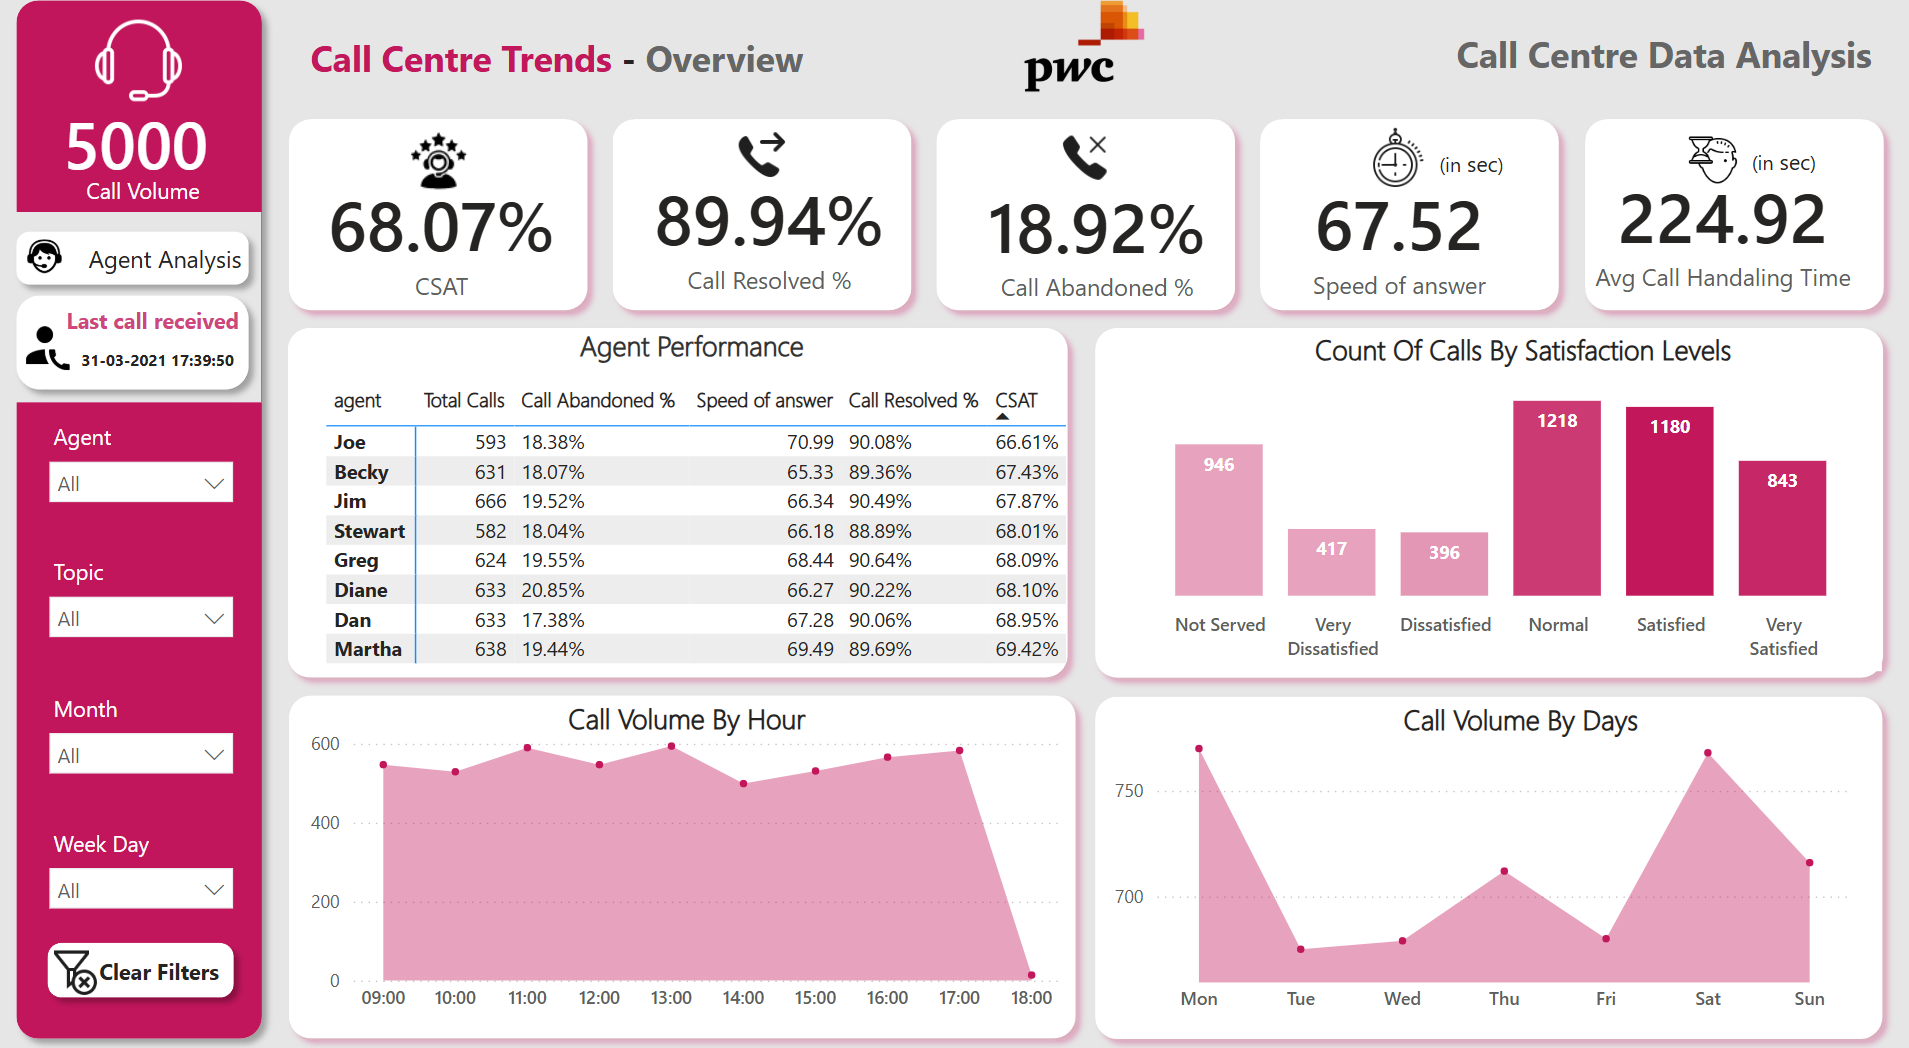 5000
Call Volume
Agent Analysis
Last call received
31-03-2021 17:39:50
Agent
All
Topic
All
Month
All
Week Day
All
Clear Filters
Call Centre Trends - Overview
pwc
Call Centre Data Analysis
68.07%
CSAT
89.94%
Call Resolved %
18.92%
Call Abandoned %
(in sec)
67.52
Speed of answer
(in sec)
224.92
Avg Call Handaling Time
Agent Performance
agent Total Calls Call Abandoned % Speed of answer Call Resolved % CSAT
Joe 593 18.38% 70.99 90.08% 66.61%
Becky 631 18.07% 65.33 89.36% 67.43%
Jim 666 19.52% 66.34 90.49% 67.87%
Stewart 582 18.04% 66.18 88.89% 68.01%
Greg 624 19.55% 68.44 90.64% 68.09%
Diane 633 20.85% 66.27 90.22% 68.10%
Dan 633 17.38% 67.28 90.06% 68.95%
Martha 638 19.44% 69.49 89.69% 69.42%
Count Of Calls By Satisfaction Levels
946 417 396 1218 1180 843
Not Served Very Dissatisfied Normal Satisfied Very
Dissatisfied Satisfied
Call Volume By Hour
600
400
200
0
09:00 10:00 11:00 12:00 13:00 14:00 15:00 16:00 17:00 18:00
Call Volume By Days
750
700
Mon Tue Wed Thu Fri Sat Sun